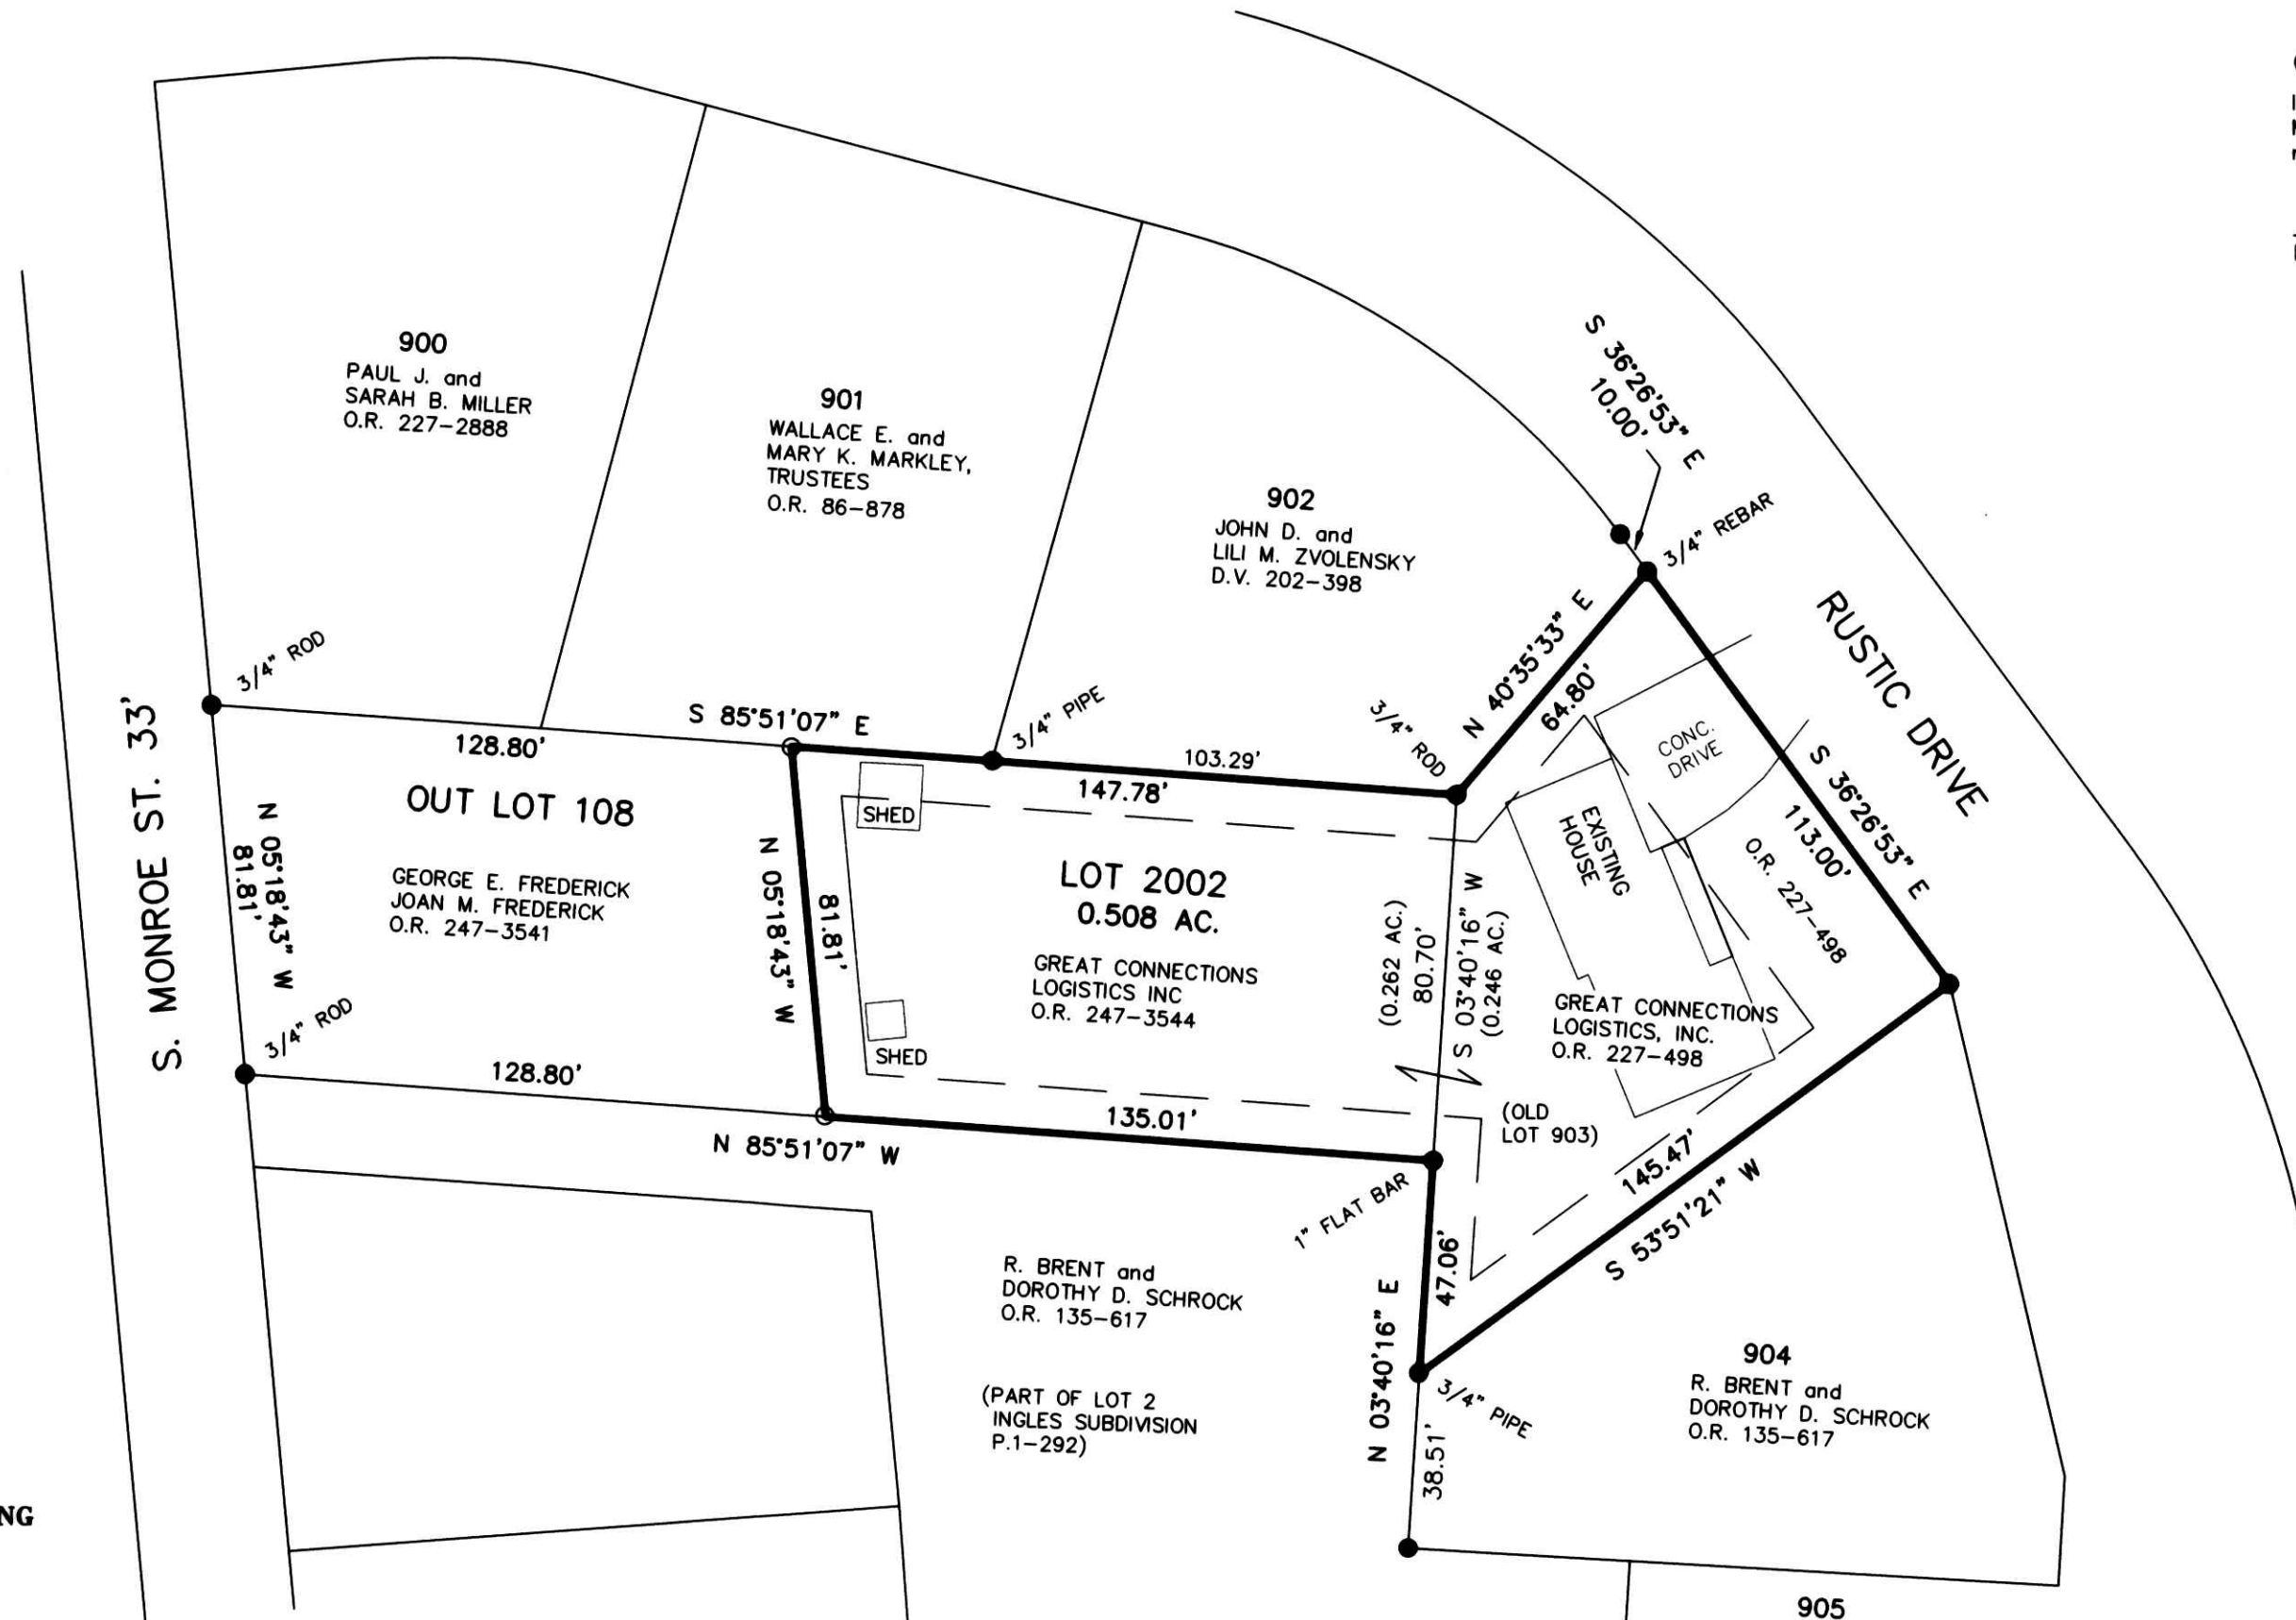 900
PAUL J. and
SARAH B. MILLER
O.R. 227-2888
901
WALLACE E. and
MARY K. MARKLEY,
TRUSTEES
O.R. 86-878
902
JOHN D. and
LILI M. ZVOLENSKY
D.V. 202-398
S 36°26'53" E
10.00'
3/4" REBAR
RUSTIC DRIVE
N 40°35'33" E
64.80'
3/4" ROD
3/4" ROD
S 85°51'07" E
3/4" PIPE
128.80'
103.29'
147.78'
CONC.
DRIVE
S 36°26'53" E
113.00'
S. MONROE ST. 33'
OUT LOT 108
SHED
EXISTING
HOUSE
O.R. 227-498
N 05°18'43" W
81.81'
GEORGE E. FREDERICK
JOAN M. FREDERICK
O.R. 247-3541
N 05°18'43" W
81.81'
LOT 2002
0.508 AC.
GREAT CONNECTIONS
LOGISTICS INC
O.R. 247-3544
(0.262 AC.)
80.70'
S 03°40'16" W
(0.246 AC.)
GREAT CONNECTIONS
LOGISTICS, INC.
O.R. 227-498
3/4" ROD
SHED
128.80'
135.01'
(OLD
LOT 903)
N 85°51'07" W
145.47'
S 53°51'21" W
1" FLAT BAR
47.06'
N 03°40'16" E
R. BRENT and
DOROTHY D. SCHROCK
O.R. 135-617
(PART OF LOT 2
INGLES SUBDIVISION
P.1-292)
3/4" PIPE
38.51'
904
R. BRENT and
DOROTHY D. SCHROCK
O.R. 135-617
NG
905